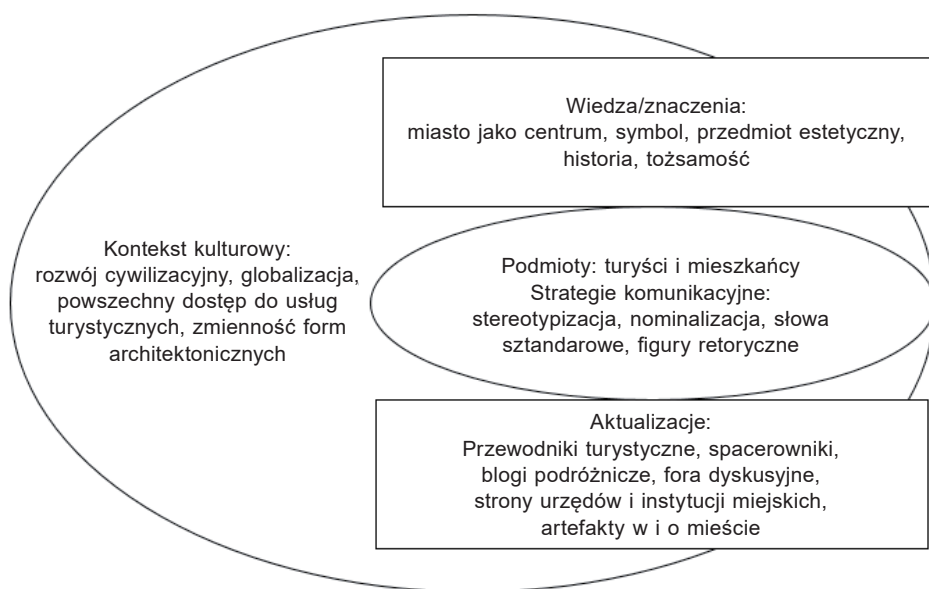 Wiedza/znaczenia:
miasto jako centrum, symbol, przedmiot estetyczny,
historia, tożsamość
Kontekst kulturowy:
rozwój cywilizacyjny, globalizacja,
powszechny dostęp do usług
turystycznych, zmienność form
architektonicznych
Podmioty: turyści i mieszkańcy
Strategie komunikacyjne:
stereotypizacja, nominalizacja, słowa
sztandarowe, figury retoryczne
Aktualizacje:
Przewodniki turystyczne, spacerowniki,
blogi podróżnicze, fora dyskusyjne,
strony urzędów i instytucji miejskich,
artefakty w i o mieście